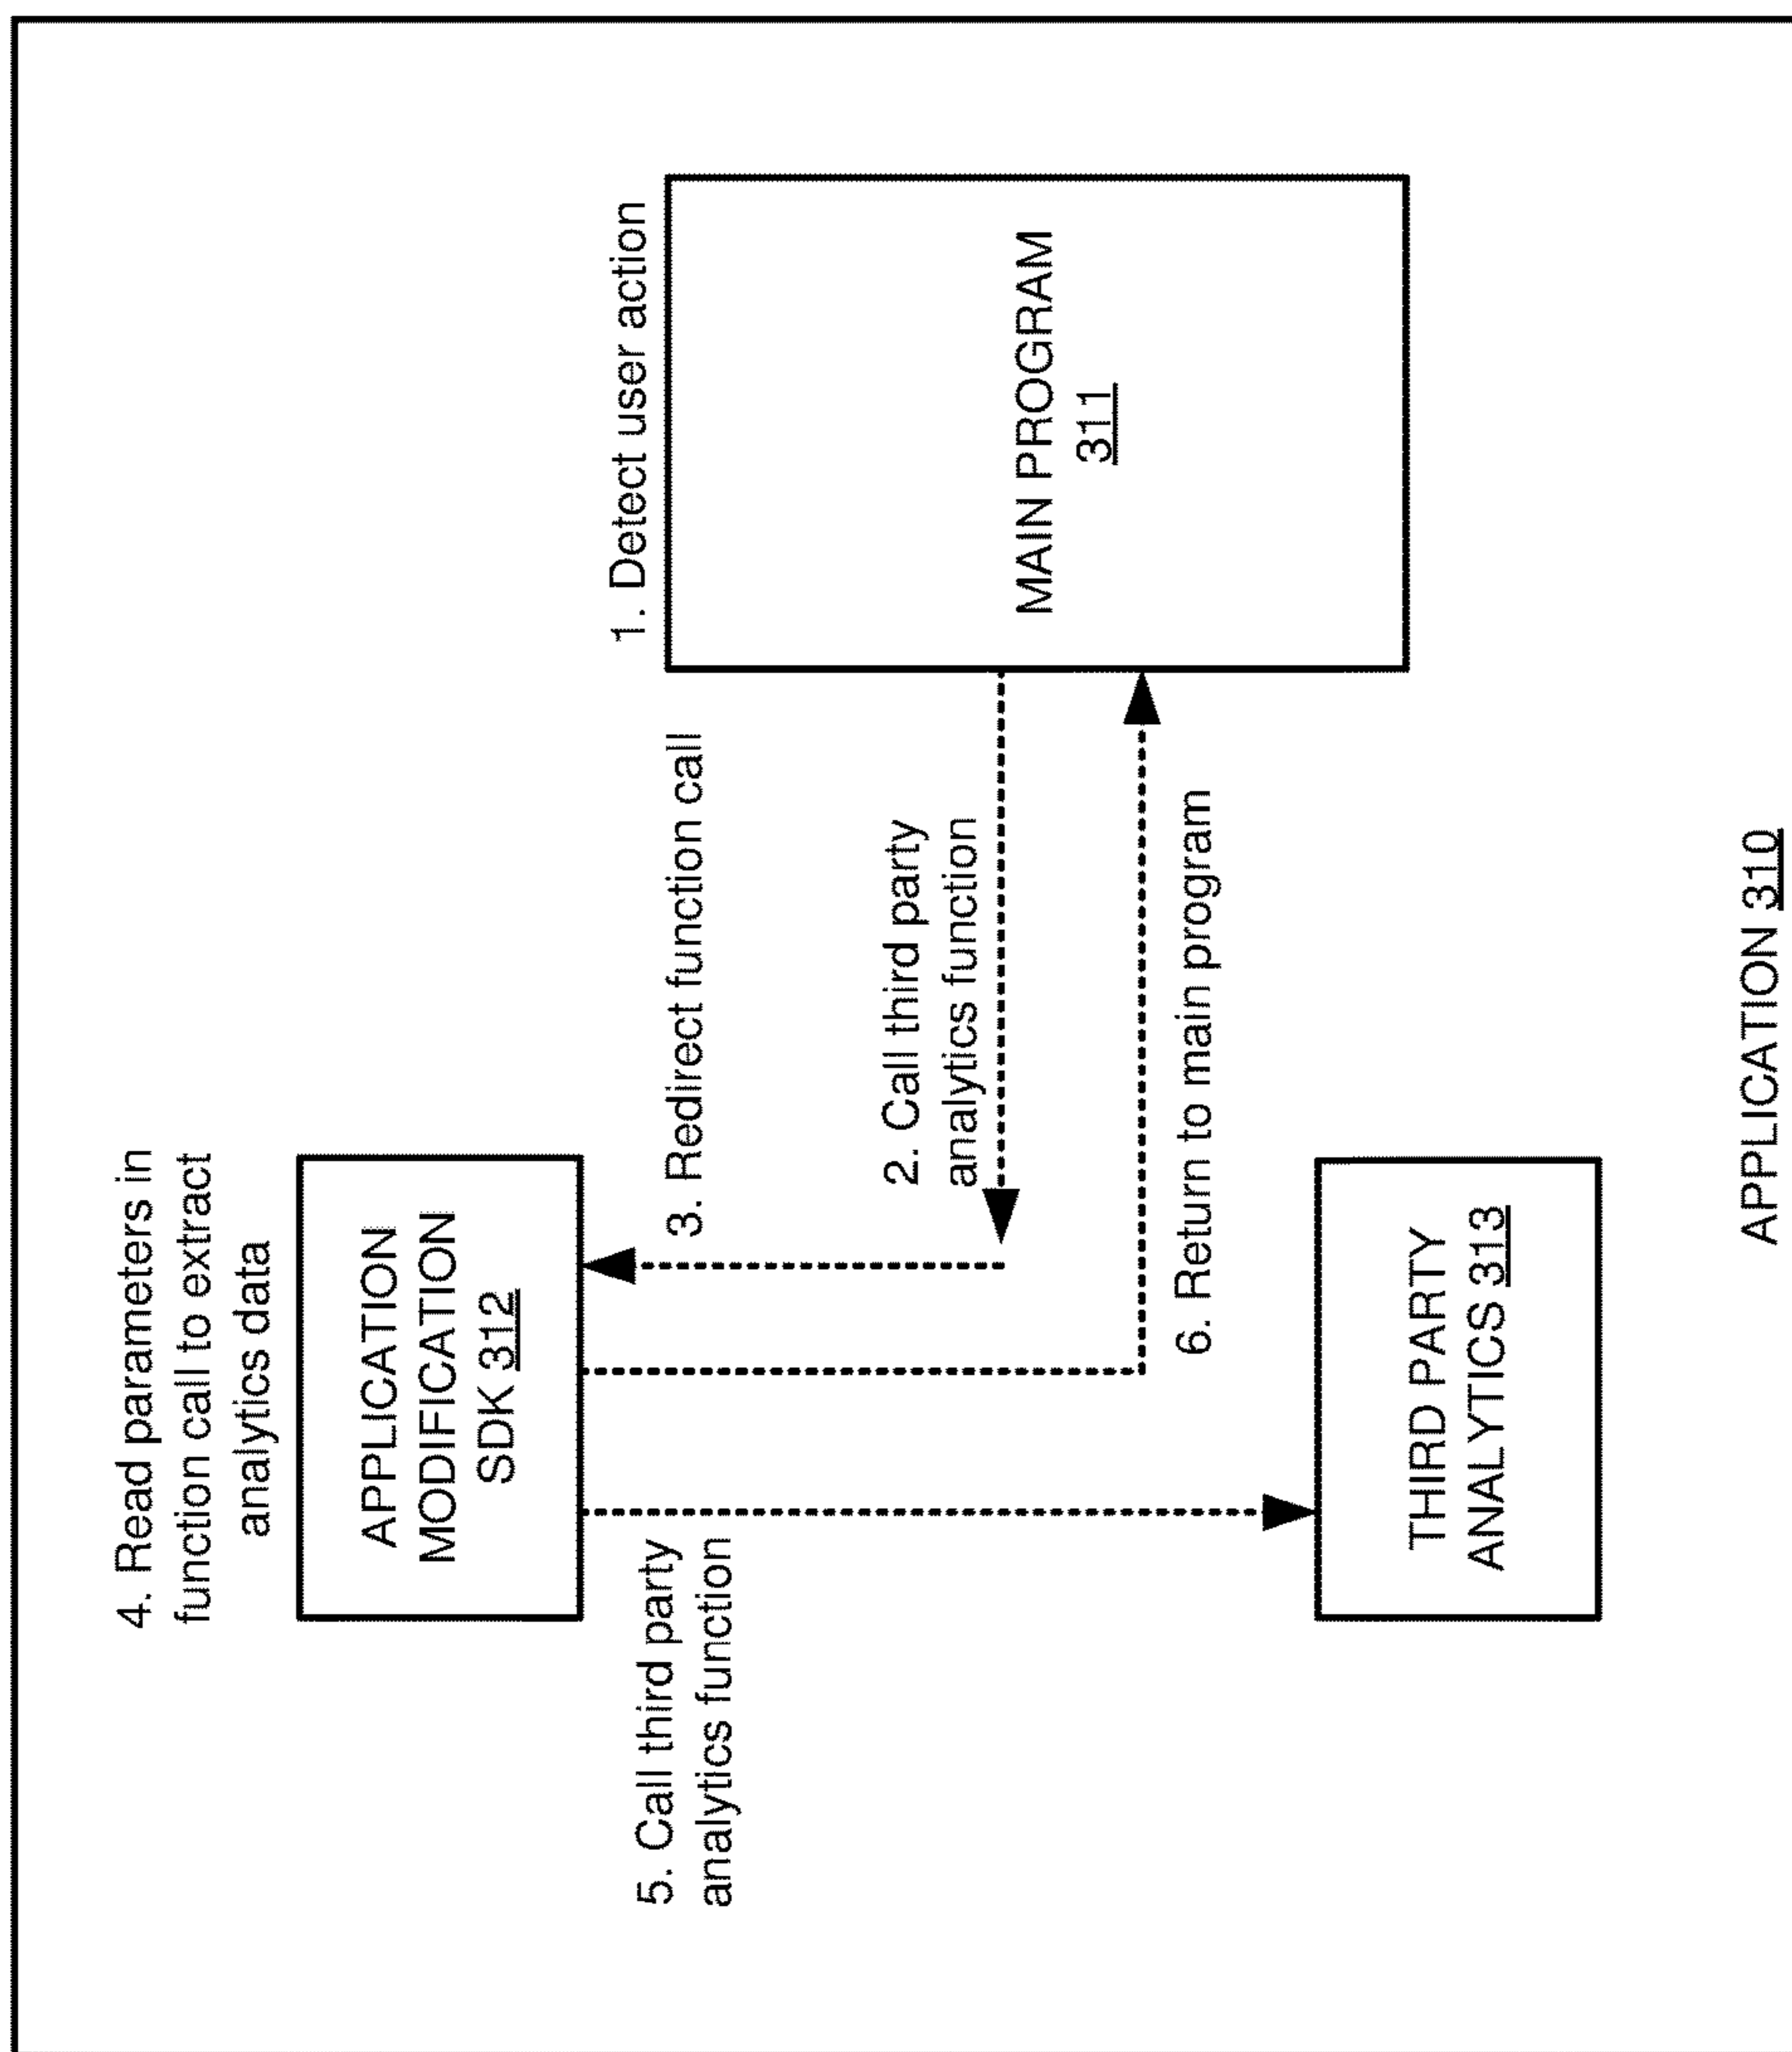 4. Read parameters in
function call to extract
analytics data
APPLICATION
MODIFICATION
SDK 312
5. Call third party
analytics function
3. Redirect function call
1. Detect user action
2. Call third party
analytics function
MAIN PROGRAM
311
6. Return to main program
THIRD PARTY
ANALYTICS 313
APPLICATION 310